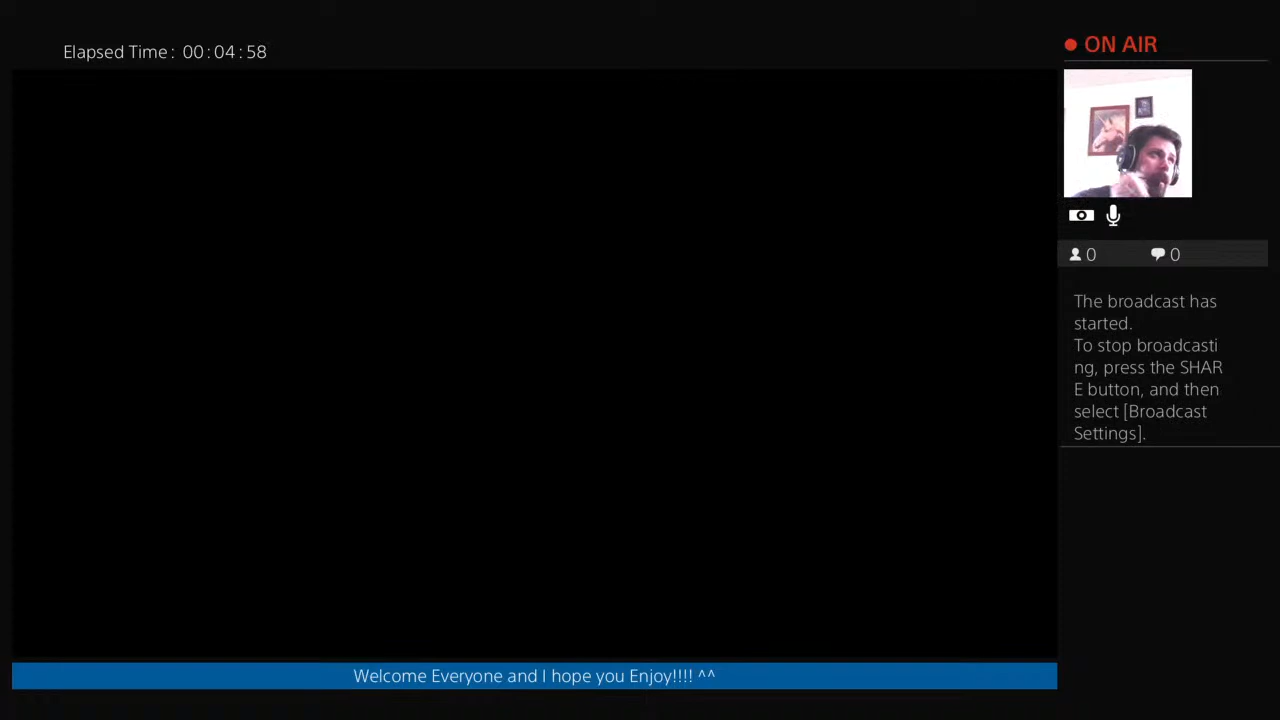 Elapsed Time: 00:04:58
ON AIR
0 0
The broadcast has
started.
To stop broadcasti
ng, press the SHAR
E button, and then
select [Broadcast
Settings].
Welcome Everyone and I hope you Enjoy!!!! ^^